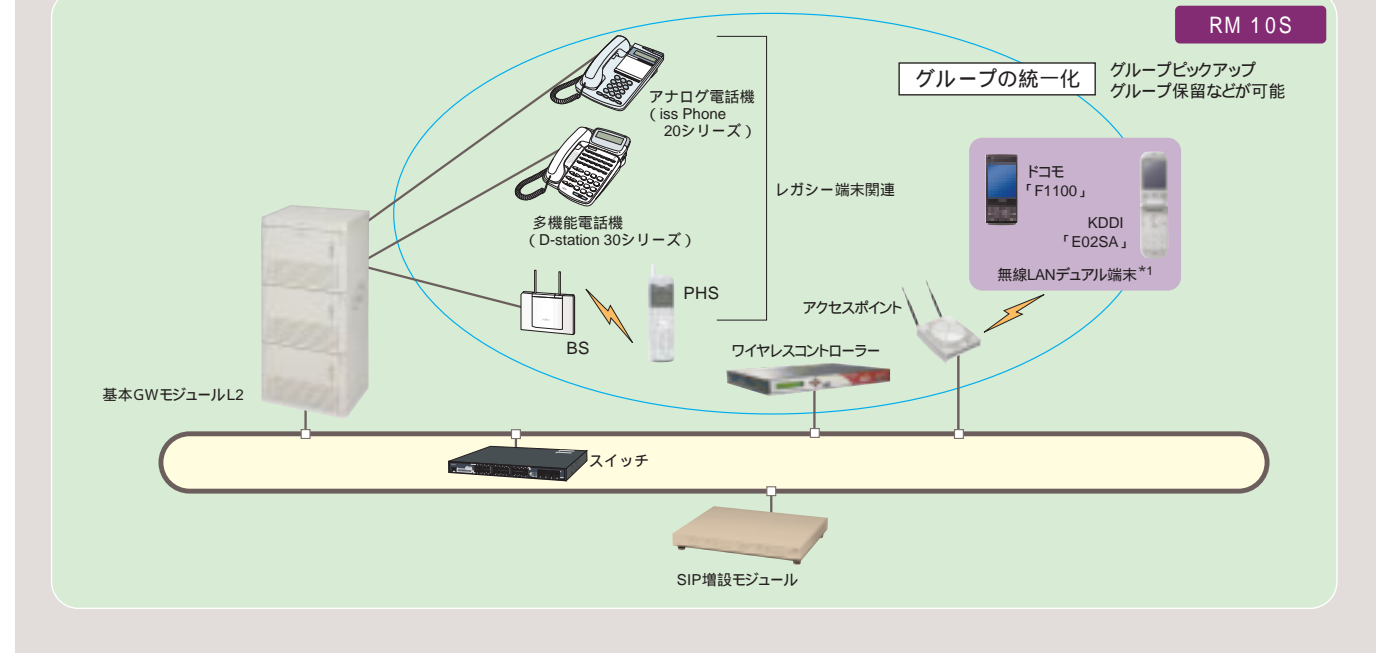 RM 10S
グループの統一化
グループピックアップ
グループ保留などが可能
アナログ電話機
（iss Phone
20シリーズ）
レガシー端末関連
多機能電話機
（D-station 30シリーズ）
ドコモ
「F1100」
KDDI
「E02SA」
無線LANデュアル端末*1
PHS
BS
アクセスポイント
ワイヤレスコントローラー
基本GWモジュールL2
スイッチ
SIP増設モジュール